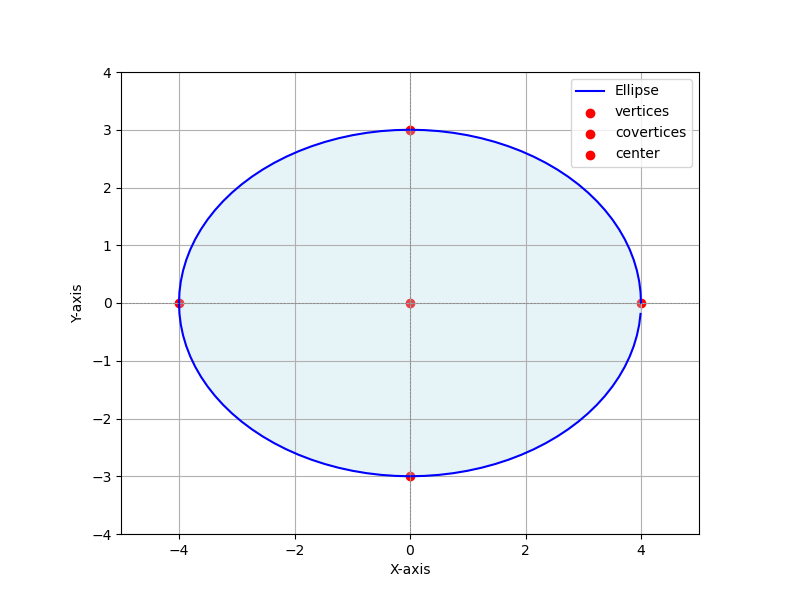 Ellipse
vertices
covertices
center
4
3
2
1
0
−1
−2
−3
−4
Y-axis
−4 −2 0 2 4
X-axis